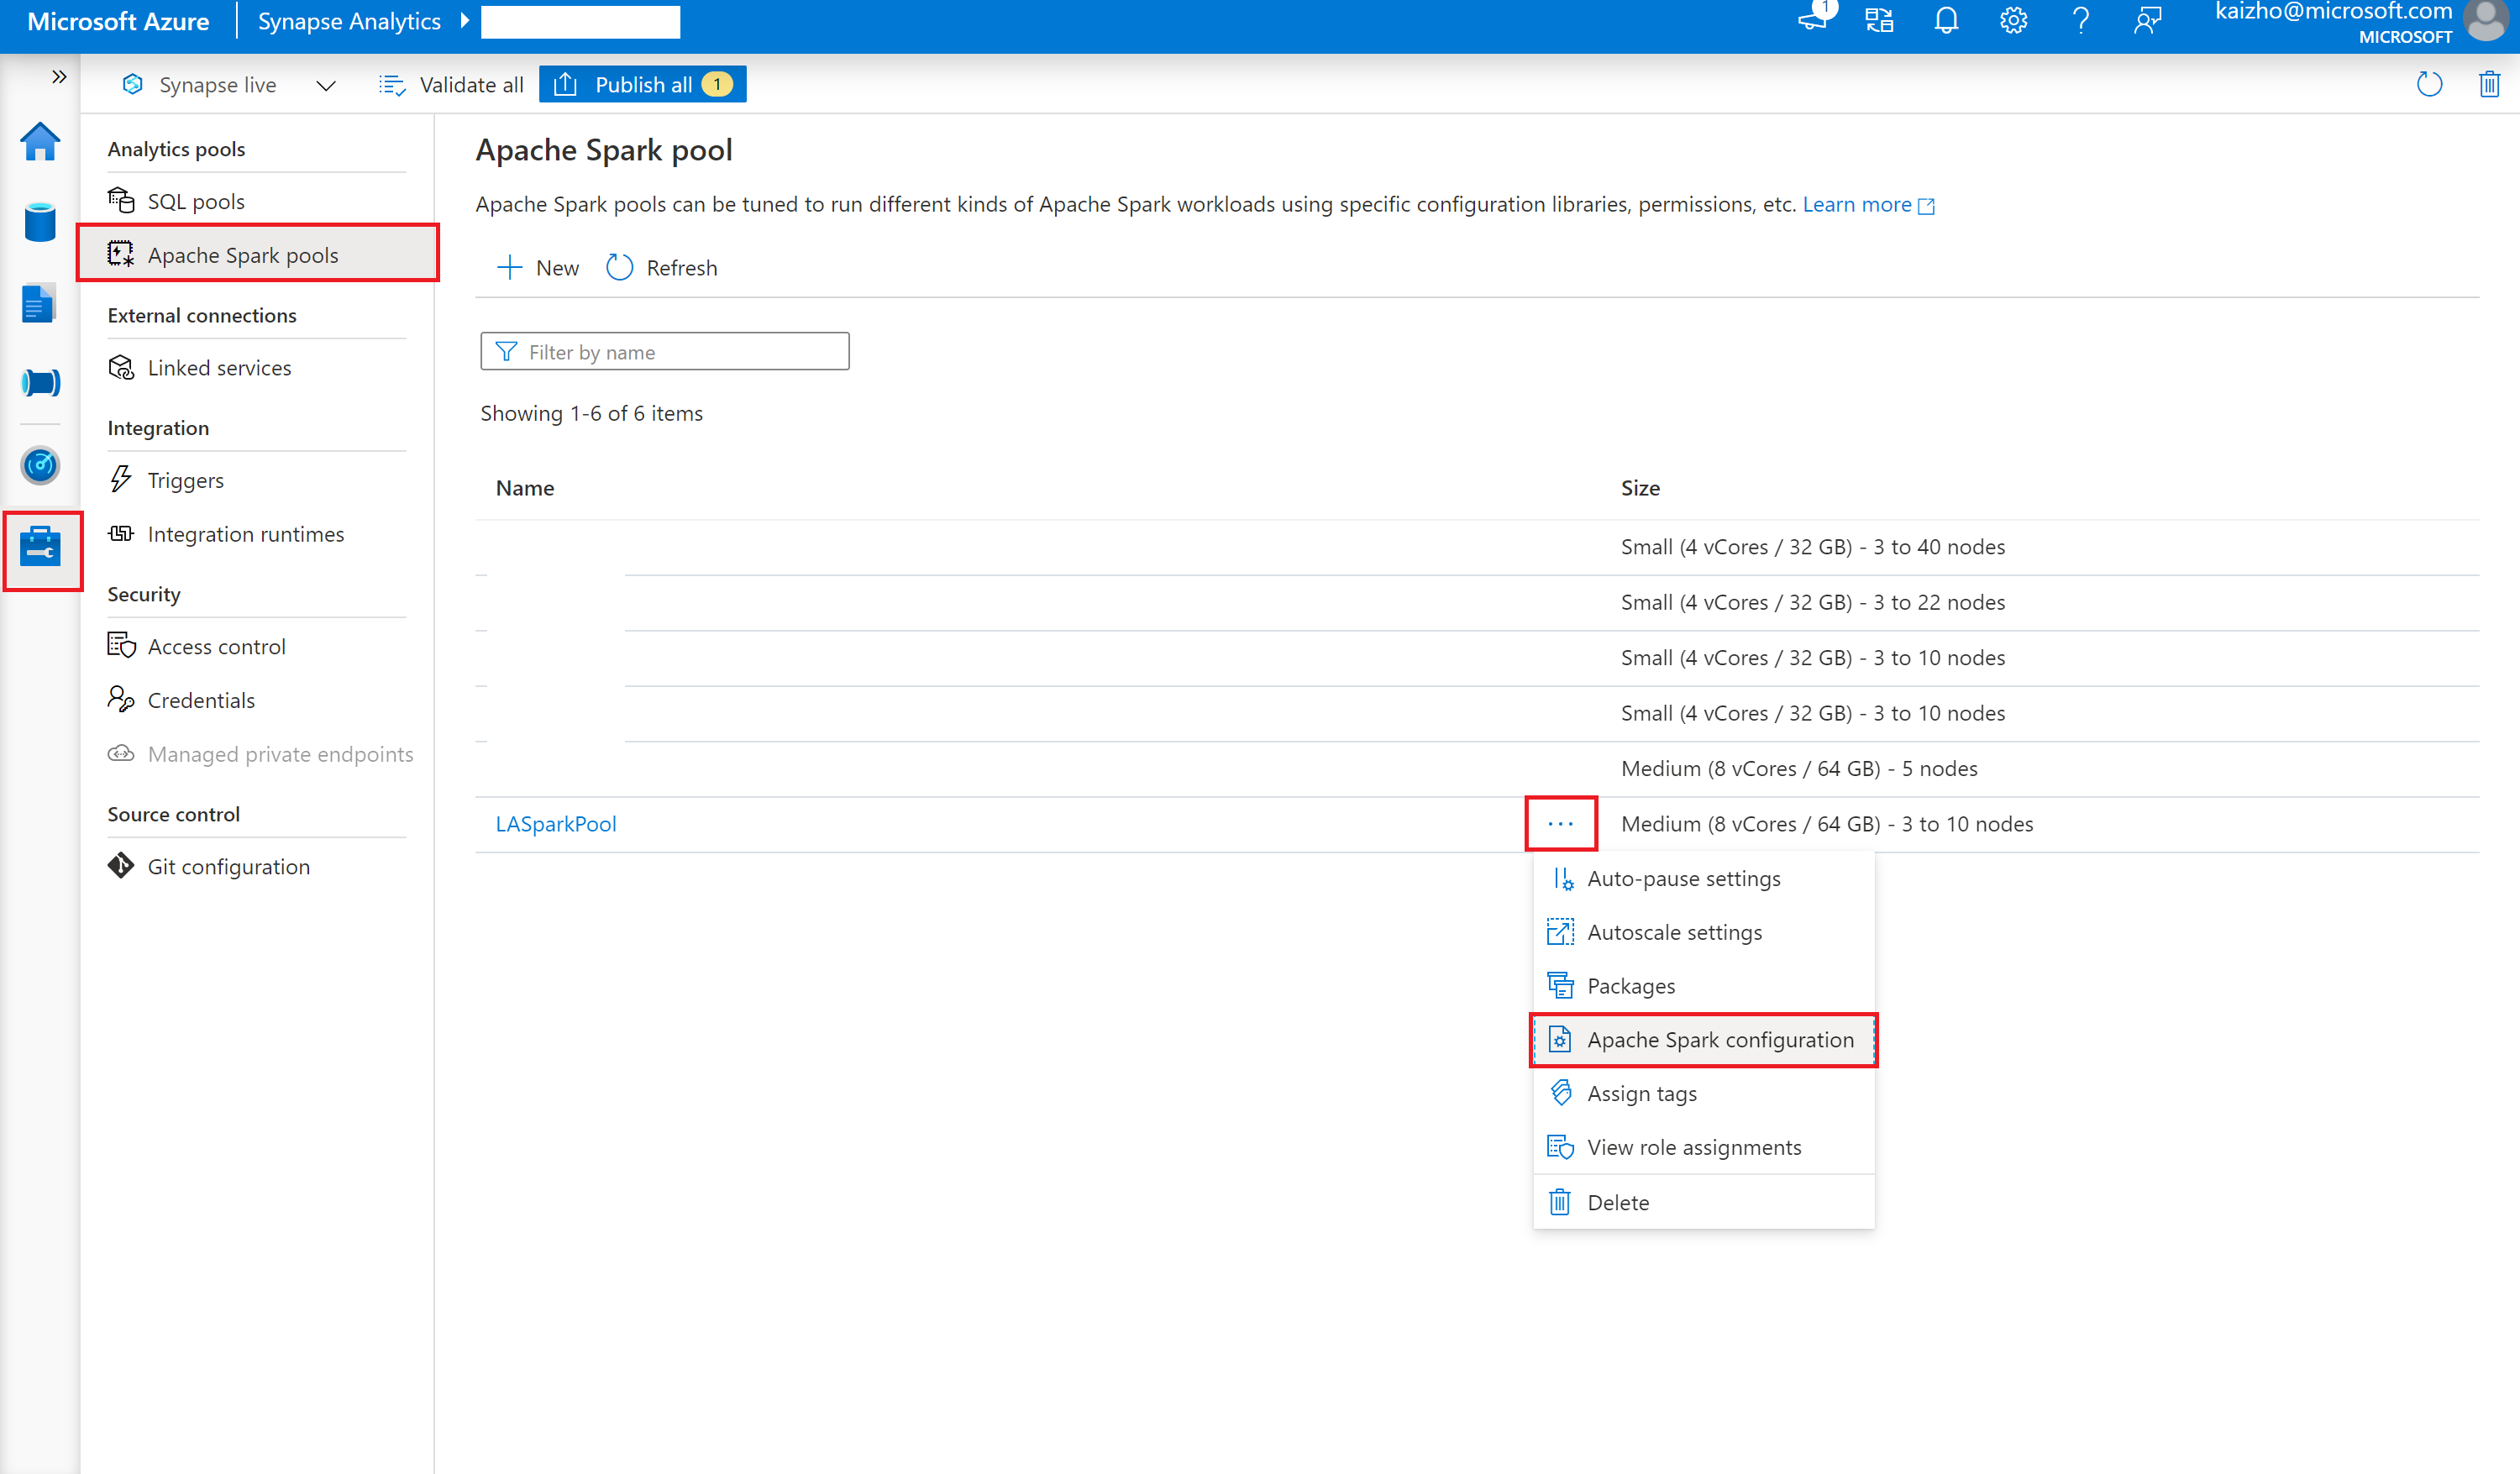 Microsoft Azure
Synapse Analytics
1
kaizho@microsoft.com
MICROSOFT
Synapse live
Validate all
Publish all 1
Analytics pools
SQL pools
Apache Spark pools
External connections
Linked services
Integration
Triggers
Integration runtimes
Security
Access control
Credentials
Managed private endpoints
Source control
Git configuration
Apache Spark pool
Apache Spark pools can be tuned to run different kinds of Apache Spark workloads using specific configuration libraries, permissions, etc. Learn more
New
Refresh
Filter by name
Showing 1-6 of 6 items
Name Size
Small (4 vCores / 32 GB) - 3 to 40 nodes
Small (4 vCores / 32 GB) - 3 to 22 nodes
Small (4 vCores / 32 GB) - 3 to 10 nodes
Small (4 vCores / 32 GB) - 3 to 10 nodes
Medium (8 vCores / 64 GB) - 5 nodes
LASparkPool ... Medium (8 vCores / 64 GB) - 3 to 10 nodes
Auto-pause settings
Autoscale settings
Packages
Apache Spark configuration
Assign tags
View role assignments
Delete